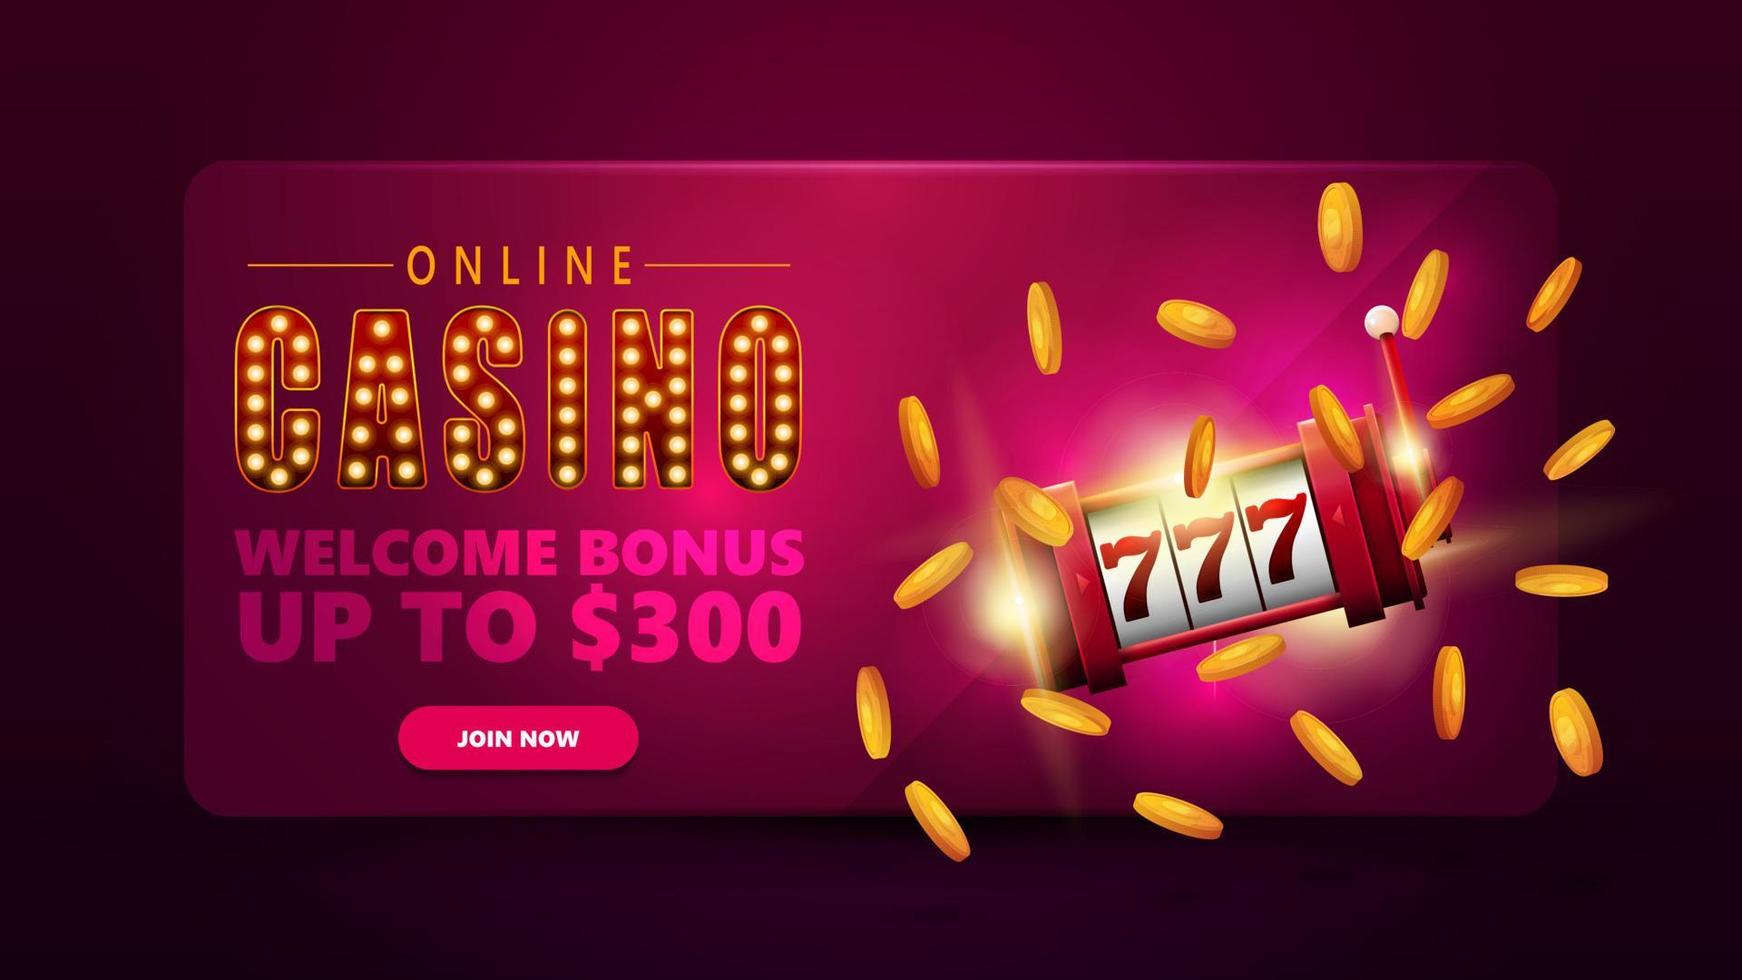 ONLINE
CASINO
WELCOME BONUS
UP TO $300
JOIN NOW
777